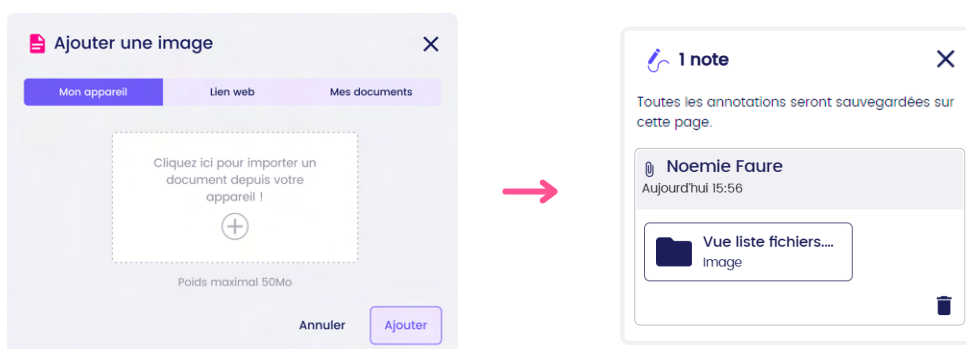 Ajouter une image
Mon appareil
Lien web
Mes documents
Cliquez ici pour importer un
document depuis votre
appareil !
Poids maximal 50Mo
Annuler
Ajouter
1 note
Toutes les annotations seront sauvegardées sur
cette page.
Noemie Faure
Aujourd'hui 15:56
Vue liste fichiers....
Image